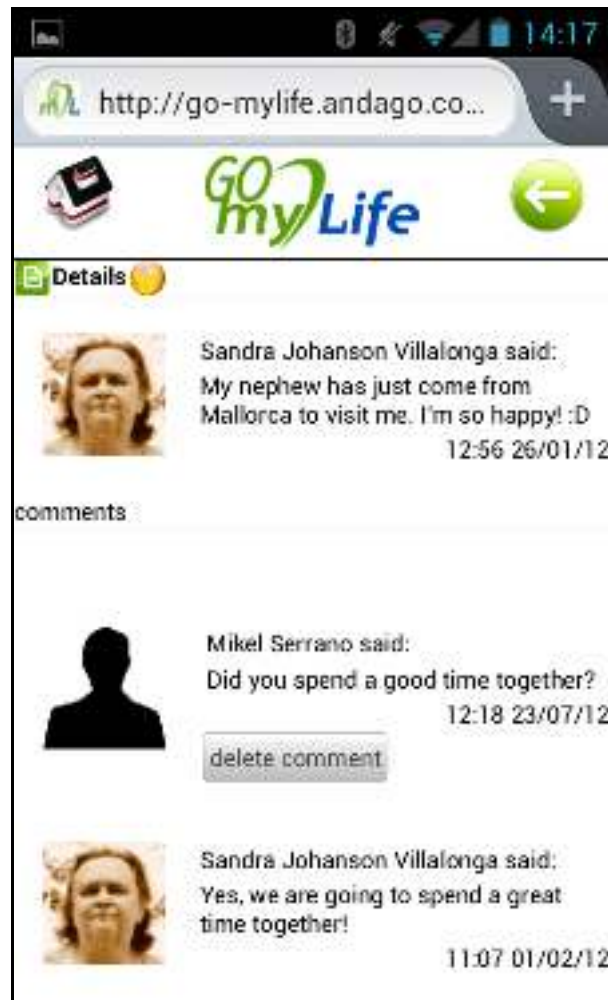 14:17
http://go-mylife.andago.co...
+
GO
my Life
Details
Sandra Johanson Villalonga said:
My nephew has just come from
Mallorca to visit me. I'm so happy! :D
12:56 26/01/12
comments
Mikel Serrano said:
Did you spend a good time together?
12:18 23/07/12
delete comment
Sandra Johanson Villalonga said:
Yes, we are going to spend a great
time together!
11:07 01/02/12